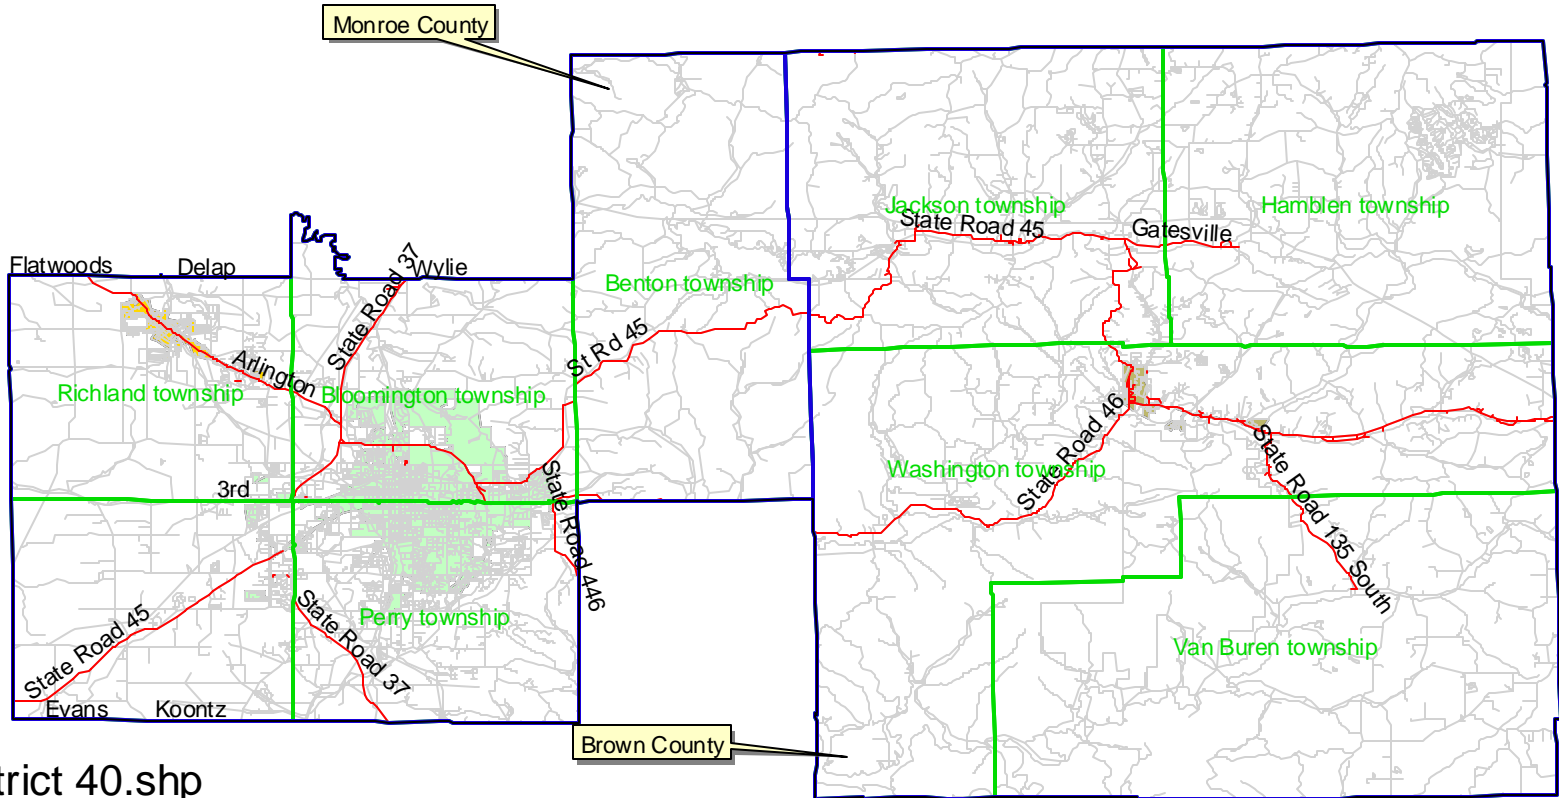 Monroe County
Jackson township
State Road 45
Gatesville
Hamblen township
Flatwoods
Delap
State Road 37
Wylie
Benton township
St Rd 45
Arlington
Richland township
Bloomington township
State Road 46
Washington township
State Road 135 South
3rd
State Road 446
State Road 45
State Road 37
Perry township
Van Buren township
Evans
Koontz
Brown County
trict 40.shp